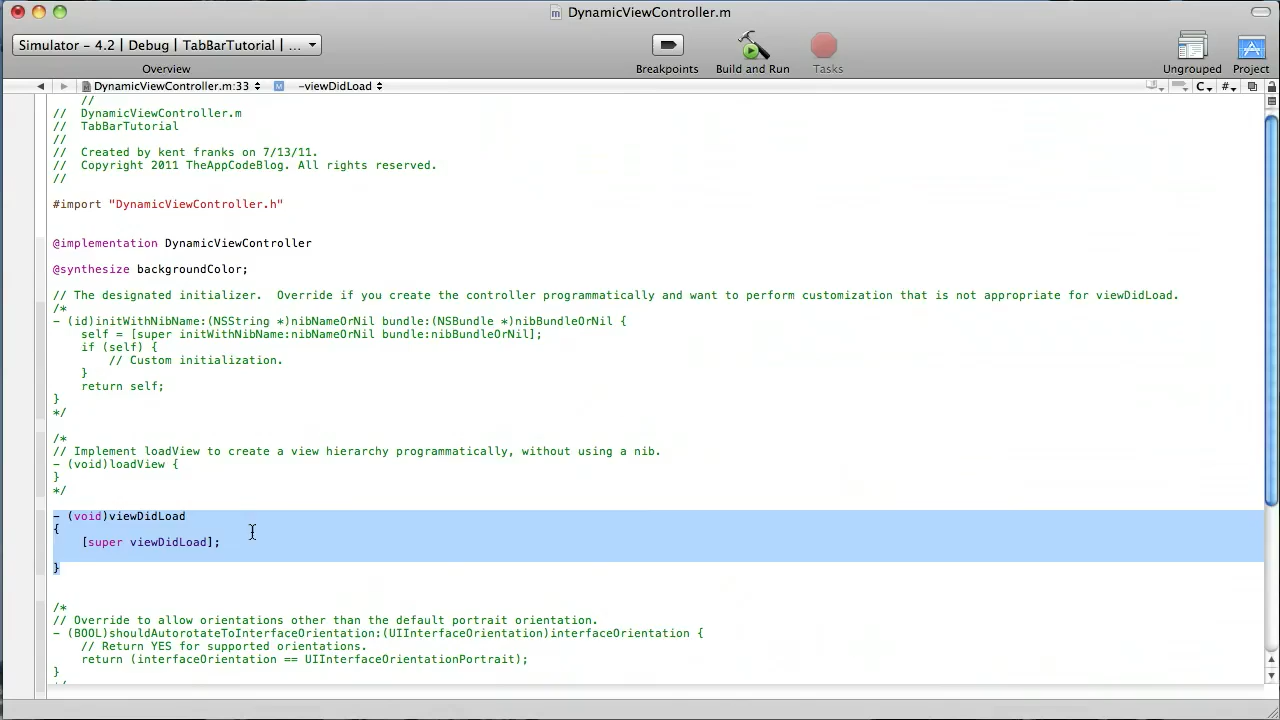 DynamicViewController.m
Simulator - 4.2 | Debug | TabBarTutorial | ...
Overview
Breakpoints
Build and Run
Tasks
Ungrouped
Project
DynamicViewController.m:33
M
-viewDidLoad
C
#
//
//  DynamicViewController.m
//  TabBarTutorial
//
//  Created by kent franks on 7/13/11.
//  Copyright 2011 TheAppCodeBlog. All rights reserved.
//
#import "DynamicViewController.h"
@implementation DynamicViewController
@synthesize backgroundColor;
// The designated initializer.  Override if you create the controller programmatically and want to perform customization that is not appropriate for viewDidLoad.
/*
- (id)initWithNibName:(NSString *)nibNameOrNil bundle:(NSBundle *)nibBundleOrNil {
    self = [super initWithNibName:nibNameOrNil bundle:nibBundleOrNil];
    if (self) {
        // Custom initialization.
    }
    return self;
}
*/
/*
// Implement loadView to create a view hierarchy programmatically, without using a nib.
- (void)loadView {
}
*/
- (void)viewDidLoad
{
    [super viewDidLoad];
}
/*
// Override to allow orientations other than the default portrait orientation.
- (BOOL)shouldAutorotateToInterfaceOrientation:(UIInterfaceOrientation)interfaceOrientation {
    // Return YES for supported orientations.
    return (interfaceOrientation == UIInterfaceOrientationPortrait);
}